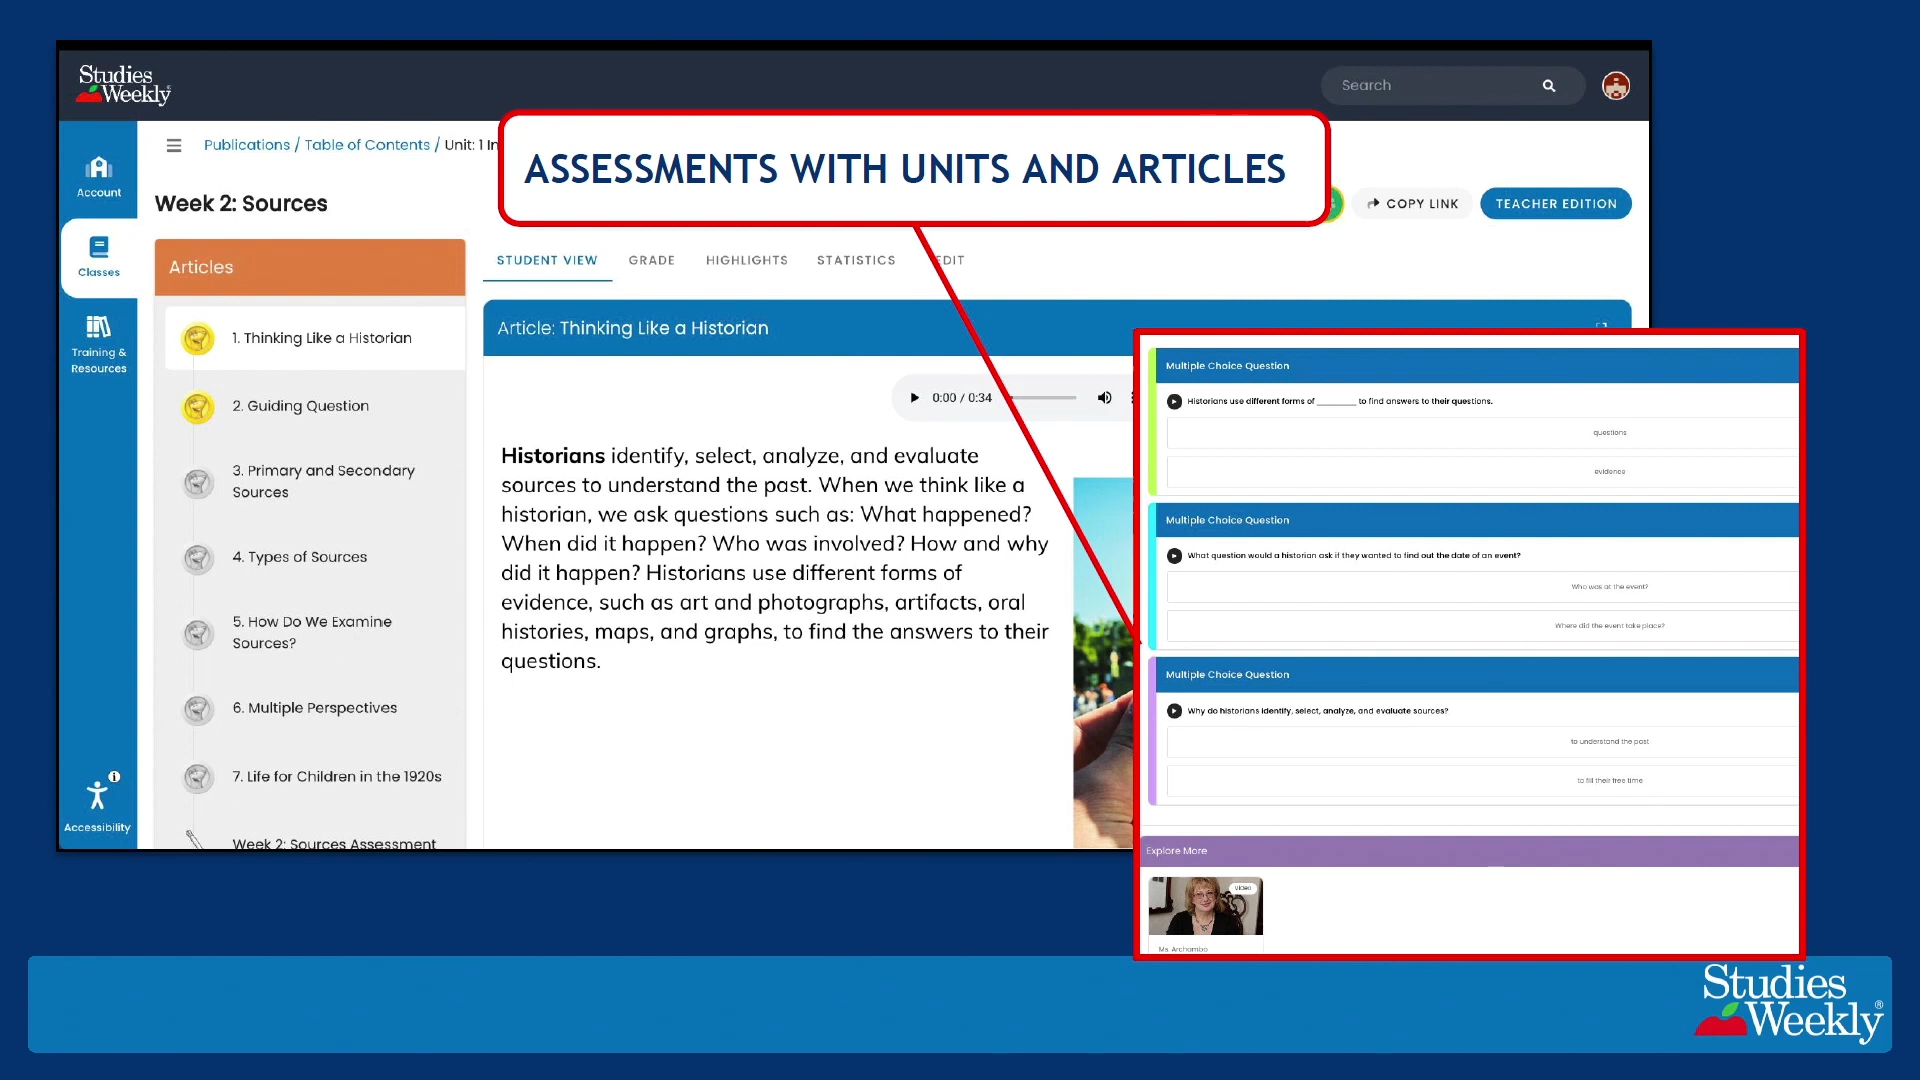 Studies
Weekly
Search
Account
Classes
Training &
Resources
Accessibility
Publications / Table of Contents / Unit: 1 In
ASSESSMENTS WITH UNITS AND ARTICLES
Week 2: Sources
COPY LINK
TEACHER EDITION
Articles
1. Thinking Like a Historian
2. Guiding Question
3. Primary and Secondary
Sources
4. Types of Sources
5. How Do We Examine
Sources?
6. Multiple Perspectives
7. Life for Children in the 1920s
Week 2: Sources Assessment
STUDENT VIEW
GRADE
HIGHLIGHTS
STATISTICS
EDIT
Article: Thinking Like a Historian
0:00 / 0:34
Historians identify, select, analyze, and evaluate
sources to understand the past. When we think like a
historian, we ask questions such as: What happened?
When did it happen? Who was involved? How and why
did it happen? Historians use different forms of
evidence, such as art and photographs, artifacts, oral
histories, maps, and graphs, to find the answers to their
questions.
Multiple Choice Question
Historians use different forms of _________ to find answers to their questions.
questions
evidence
Multiple Choice Question
What question would a historian ask if they wanted to find out the date of an event?
Who was at the event?
Where did the event take place?
Multiple Choice Question
Why do historians identify, select, analyze, and evaluate sources?
to understand the past
to fill their free time
Explore More
Video
Ms. Archambo
Studies
Weekly®